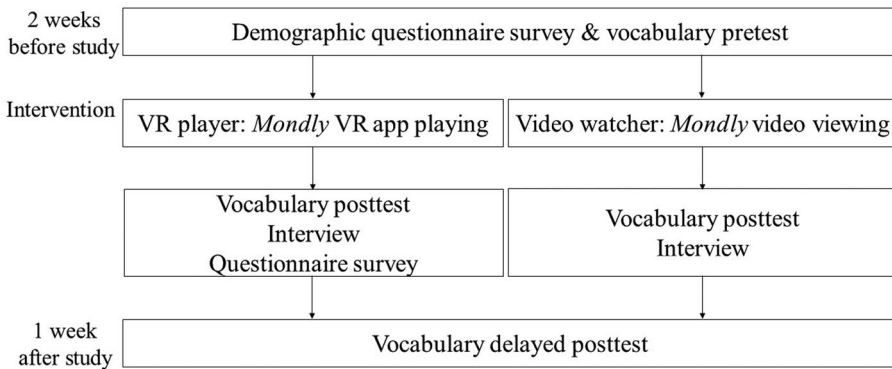 2 weeks
before study
Demographic questionnaire survey & vocabulary pretest
Intervention
VR player: Mondly VR app playing
Video watcher: Mondly video viewing
Vocabulary posttest
Interview
Questionnaire survey
Vocabulary posttest
Interview
1 week
after study
Vocabulary delayed posttest